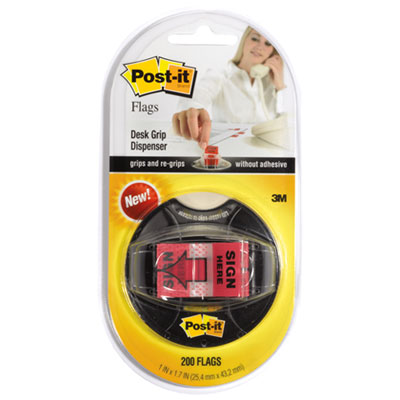 Post-it
Flags
Desk Grip
Dispenser
grips and re-grips without adhesive
New!
3M
SIGN
HERE
SIGN
Post-it
200 FLAGS
1 IN x 1.7 IN (25,4 mm x 43,2 mm)